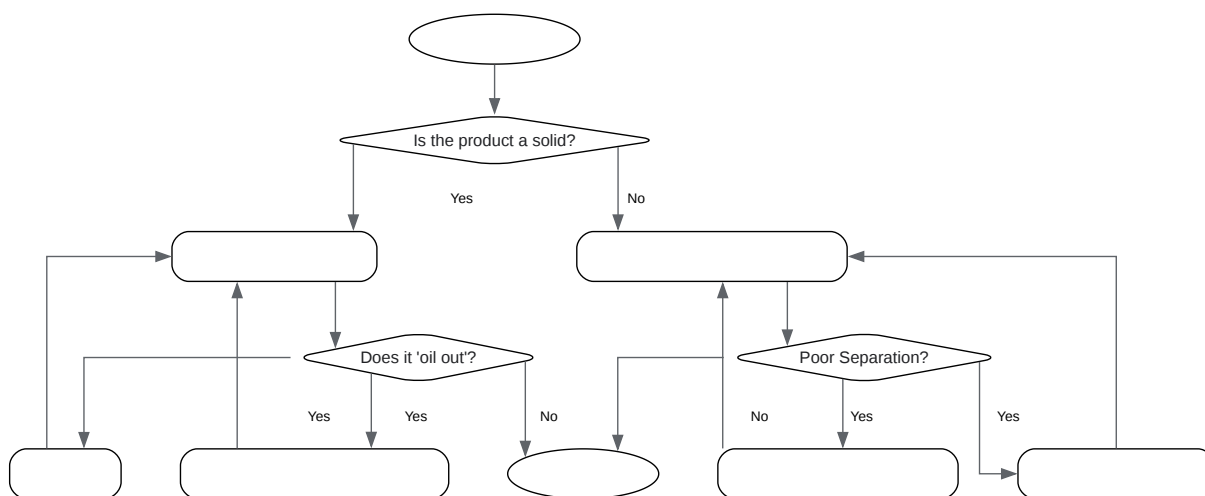 Is the product a solid?
Yes
No
Does it 'oil out'?
Poor Separation?
Yes
Yes
No
No
Yes
Yes